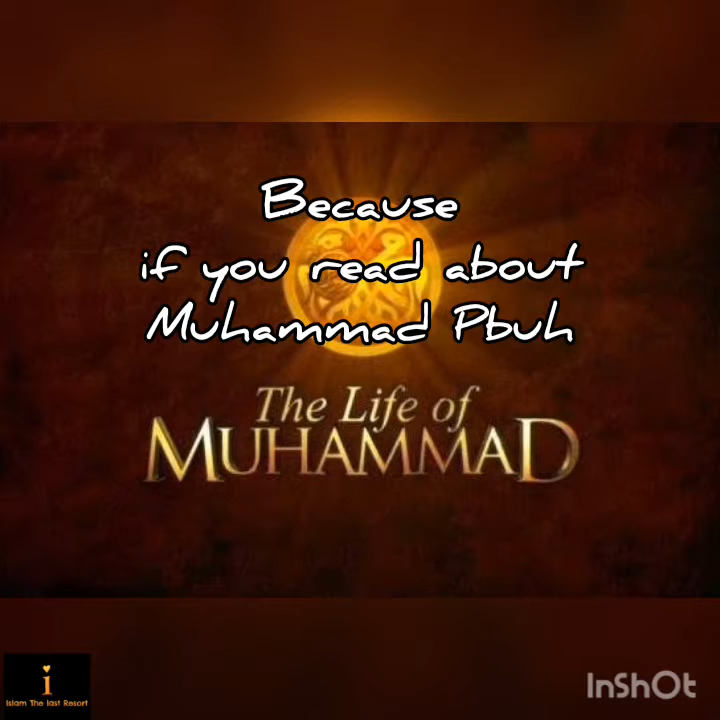 Because
if you read about
Muhammad Pbuh
The Life of
MUHAMMAD
i
Islam The last Resort
InShOt